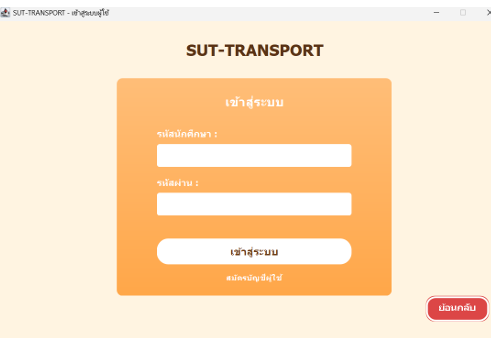 SUT-TRANSPORT - เข้าสู่ระบบผู้ใช้
SUT-TRANSPORT
เข้าสู่ระบบ
รหัสนักศึกษา :
รหัสผ่าน :
เข้าสู่ระบบ
สมัครบัญชีผู้ใช้
ย้อนกลับ